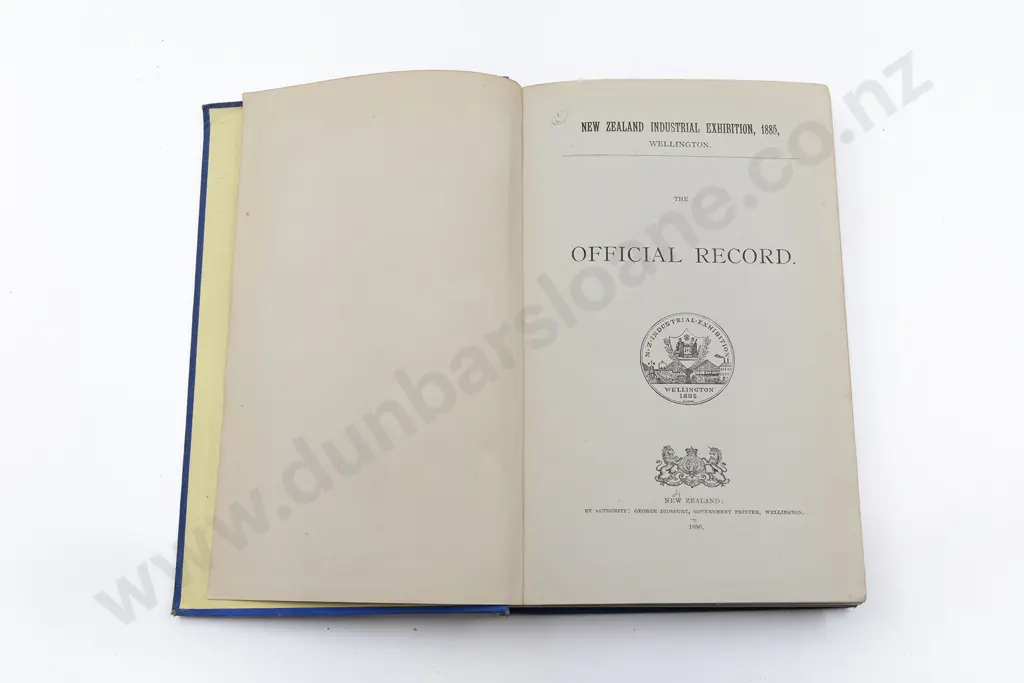 NEW ZEALAND INDUSTRIAL EXHIBITION, 1885,
WELLINGTON.
THE
OFFICIAL RECORD.
N·Z·INDUSTRIAL·EXHIBITION
WELLINGTON
1885
NEW ZEALAND:
BY AUTHORITY: GEORGE DIDSBURY, GOVERNMENT PRINTER, WELLINGTON.
1886.
www.dunbarsloane.co.nz